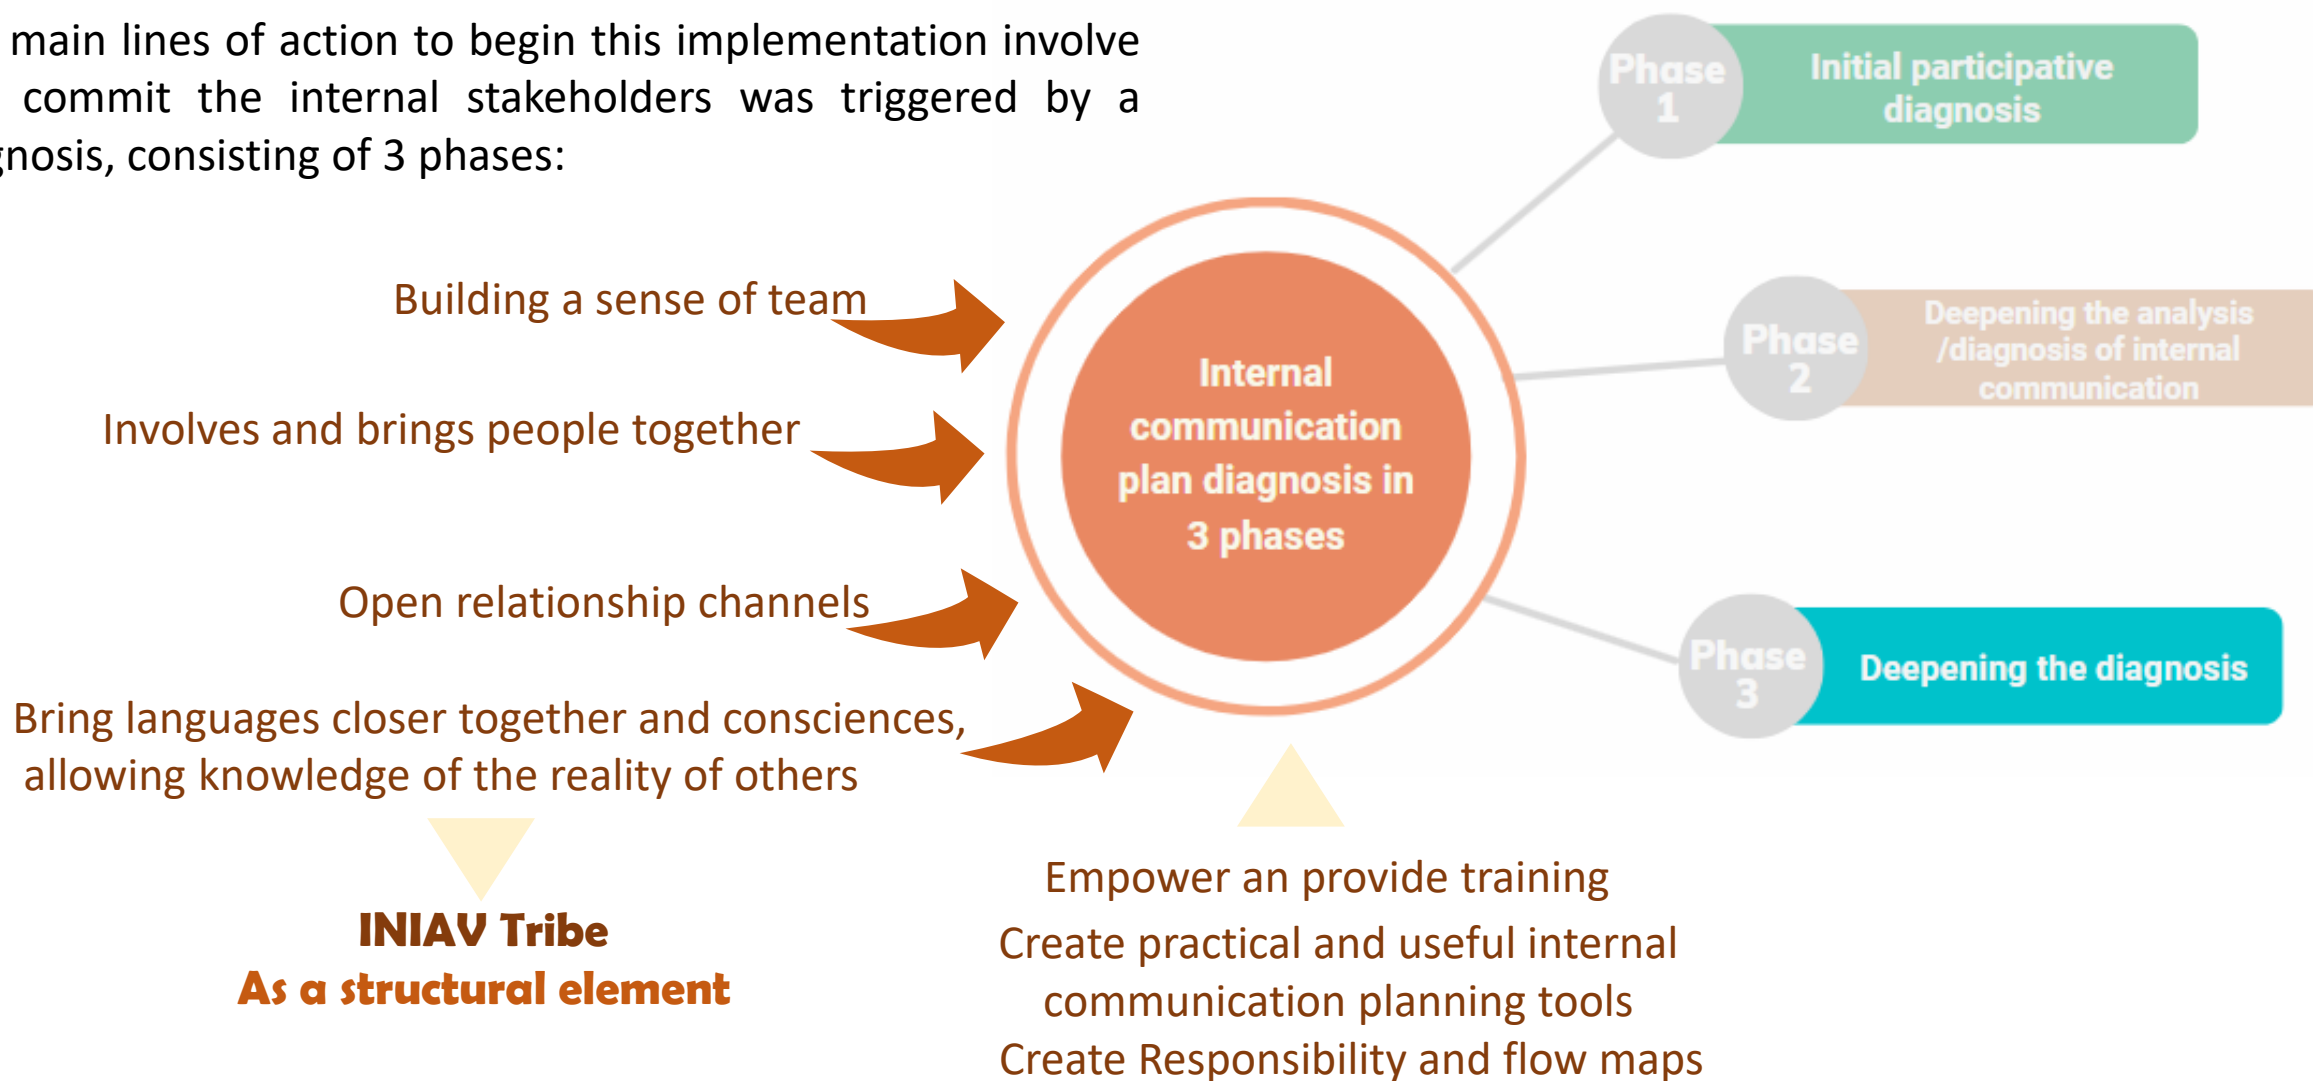 main lines of action to begin this implementation involve
commit the internal stakeholders was triggered by a
gnosis, consisting of 3 phases:
Phase
1
Initial participative
diagnosis
Building a sense of team
Involves and brings people together
Open relationship channels
Bring languages closer together and consciences,
allowing knowledge of the reality of others
Internal
communication
plan diagnosis in
3 phases
Phase
2
Deepening the analysis
/diagnosis of internal
communication
Phase
3
Deepening the diagnosis
INIAV Tribe
As a structural element
Empower an provide training
Create practical and useful internal
communication planning tools
Create Responsibility and flow maps